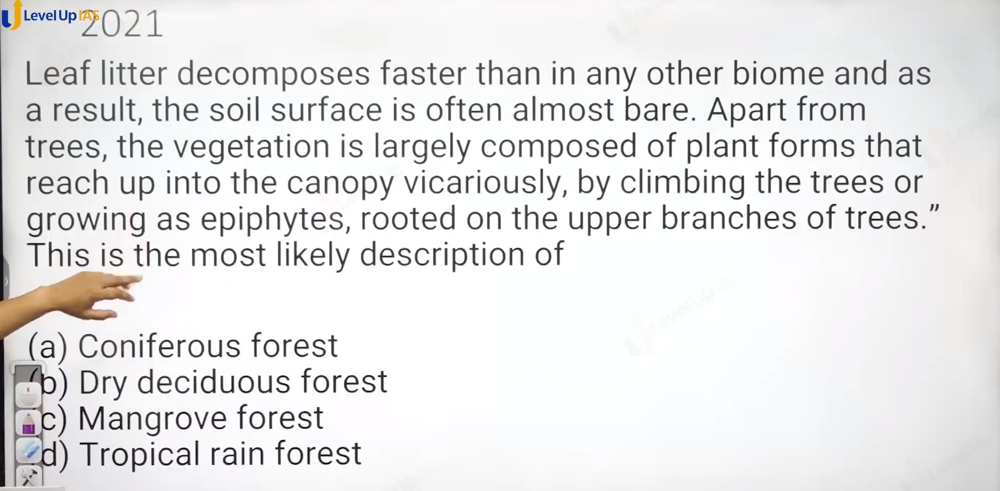 Level Up IAS
2021
Leaf litter decomposes faster than in any other biome and as
a result, the soil surface is often almost bare. Apart from
trees, the vegetation is largely composed of plant forms that
reach up into the canopy vicariously, by climbing the trees or
growing as epiphytes, rooted on the upper branches of trees.”
This is the most likely description of
(a) Coniferous forest
(b) Dry deciduous forest
c) Mangrove forest
d) Tropical rain forest